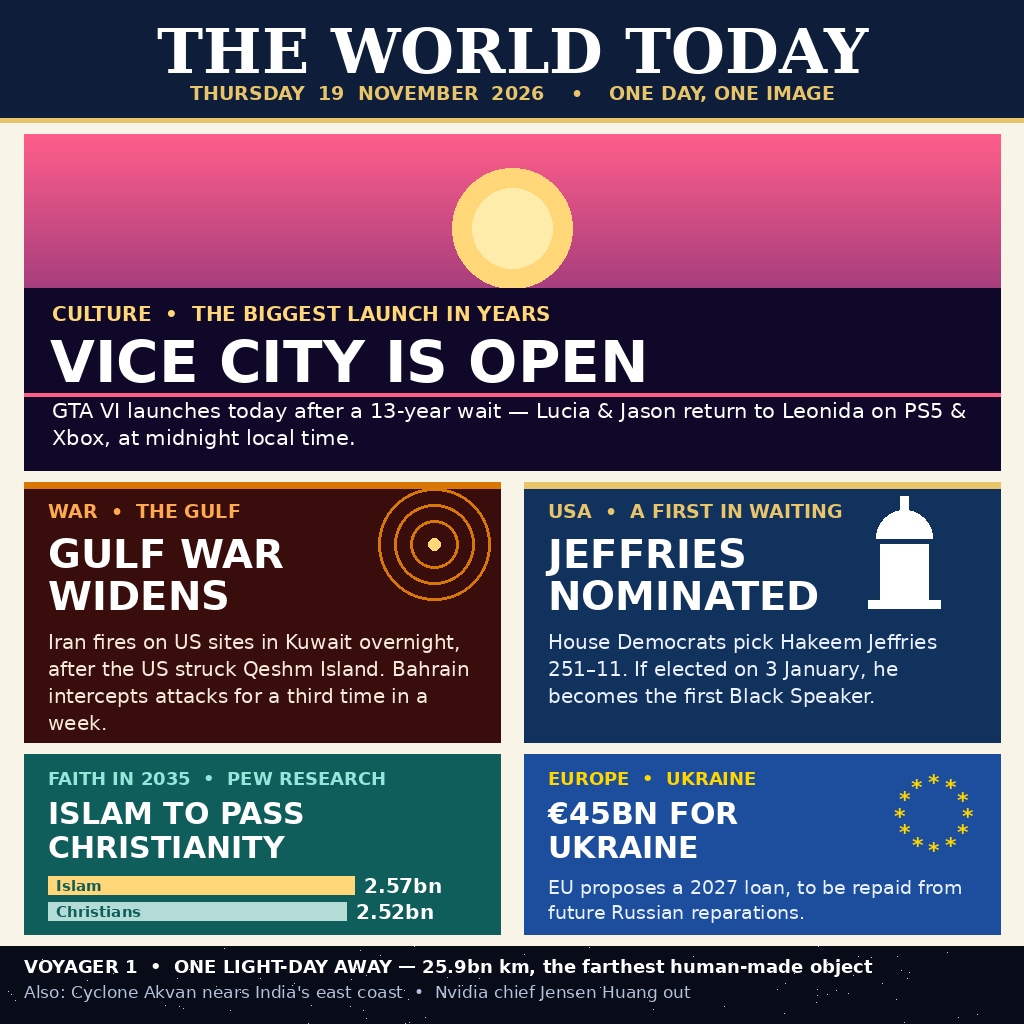 THE WORLD TODAY
THURSDAY 19 NOVEMBER 2026 • ONE DAY, ONE IMAGE
CULTURE • THE BIGGEST LAUNCH IN YEARS
VICE CITY IS OPEN
GTA VI launches today after a 13-year wait — Lucia & Jason return to Leonida on PS5 &
Xbox, at midnight local time.
WAR • THE GULF
GULF WAR
WIDENS
Iran fires on US sites in Kuwait overnight,
after the US struck Qeshm Island. Bahrain
intercepts attacks for a third time in a
week.
USA • A FIRST IN WAITING
JEFFRIES
NOMINATED
House Democrats pick Hakeem Jeffries
251–11. If elected on 3 January, he
becomes the first Black Speaker.
FAITH IN 2035 • PEW RESEARCH
ISLAM TO PASS
CHRISTIANITY
Islam 2.57bn
Christians 2.52bn
EUROPE • UKRAINE
€45BN FOR
UKRAINE
EU proposes a 2027 loan, to be repaid from
future Russian reparations.
VOYAGER 1 • ONE LIGHT-DAY AWAY — 25.9bn km, the farthest human-made object
Also: Cyclone Akvan nears India's east coast • Nvidia chief Jensen Huang out